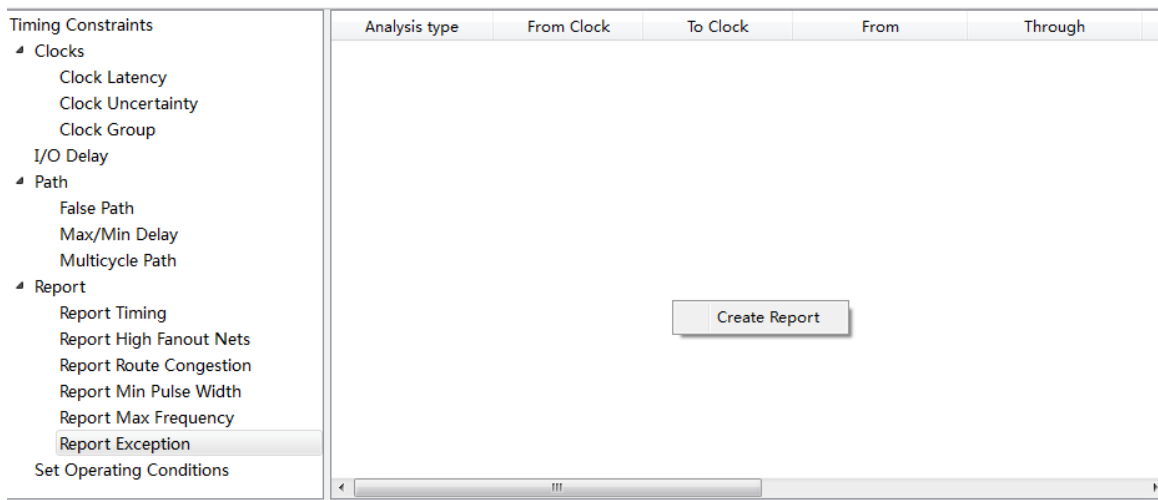 Timing Constraints
Clocks
Clock Latency
Clock Uncertainty
Clock Group
I/O Delay
Path
False Path
Max/Min Delay
Multicycle Path
Report
Report Timing
Report High Fanout Nets
Report Route Congestion
Report Min Pulse Width
Report Max Frequency
Report Exception
Set Operating Conditions
Analysis type From Clock To Clock From Through
Create Report